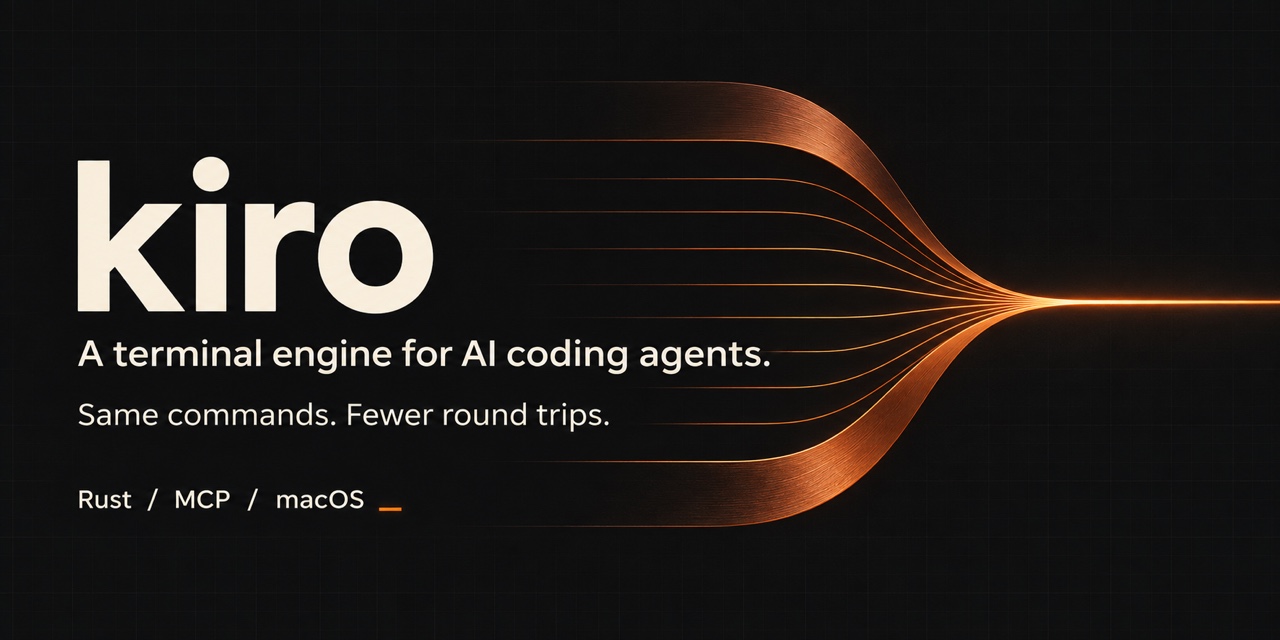 kiro
A terminal engine for AI coding agents.
Same commands. Fewer round trips.
Rust / MCP / macOS _